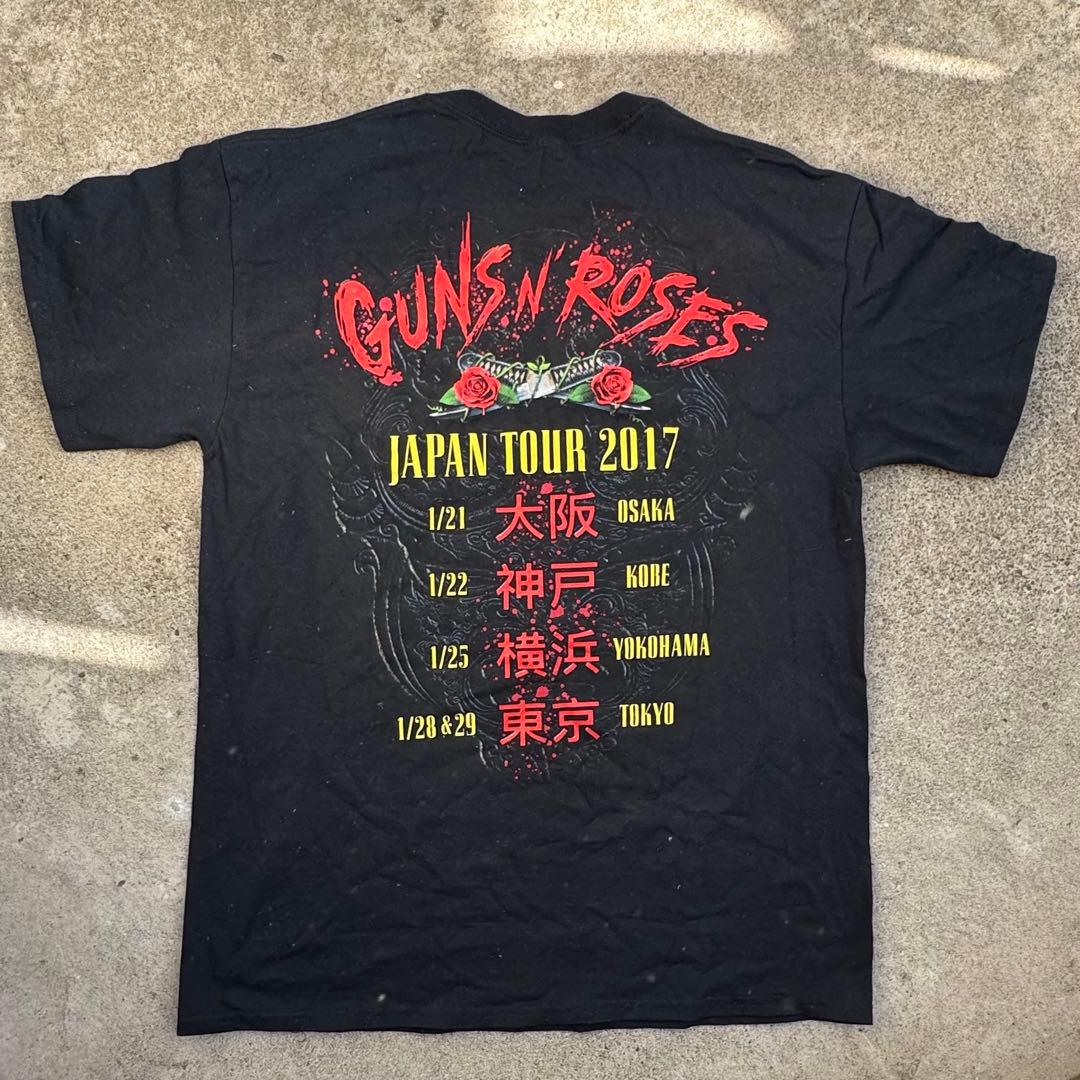 GUNS N' ROSES
JAPAN TOUR 2017
1/21 大阪 OSAKA
1/22 神戸 KOBE
1/25 横浜 YOKOHAMA
1/28 & 29 東京 TOKYO